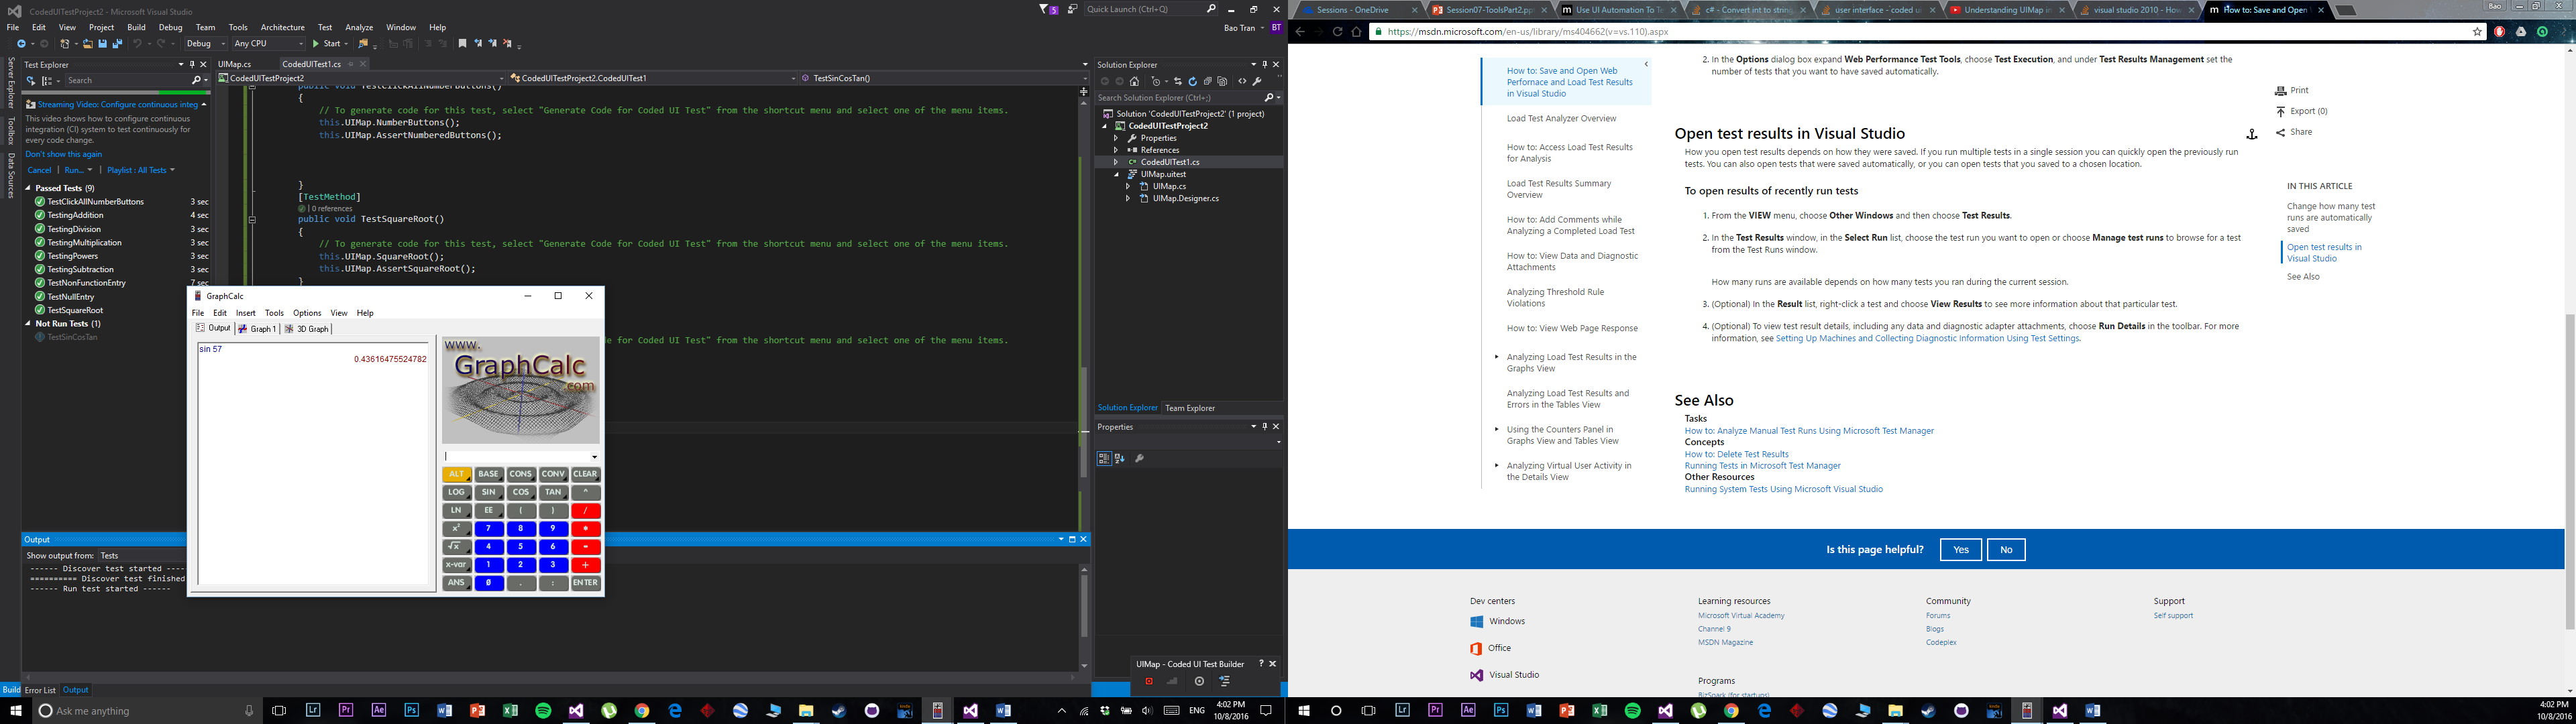 CodedUITestProject2 - Microsoft Visual Studio
5
Quick Launch (Ctrl+Q)
File Edit View Project Build Debug Team Tools Architecture Test Analyze Window Help
Bao Tran BT
Debug Any CPU Start
Server Explorer
Toolbox
Data Sources
Test Explorer
Search
Streaming Video: Configure continuous integ
This video shows how to configure continuous
integration (CI) system to test continuously for
every code change.
Don't show this again
Cancel | Run... | Playlist : All Tests
Passed Tests (9)
TestClickAllNumberButtons 3 sec
TestingAddition 4 sec
TestingDivision 3 sec
TestingMultiplication 3 sec
TestingPowers 3 sec
TestingSubtraction 3 sec
TestNonFunctionEntry 7 sec
TestNullEntry
TestSquareRoot
Not Run Tests (1)
TestSinCosTan
UIMap.cs CodedUITest1.cs
CodedUITestProject2 CodedUITestProject2.CodedUITest1 TestSinCosTan()
public void TestClickAllNumberButtons()
{
// To generate code for this test, select "Generate Code for Coded UI Test" from the shortcut menu and select one of the menu items.
this.UIMap.NumberButtons();
this.UIMap.AssertNumberedButtons();
}
[TestMethod]
| 0 references
public void TestSquareRoot()
{
// To generate code for this test, select "Generate Code for Coded UI Test" from the shortcut menu and select one of the menu items.
this.UIMap.SquareRoot();
this.UIMap.AssertSquareRoot();
}
de for Coded UI Test" from the shortcut menu and select one of the menu items.
GraphCalc
File Edit Insert Tools Options View Help
Output Graph 1 3D Graph
sin 57
0.43616475524782
www.
GraphCalc
.com
ALT BASE CONS CONV CLEAR
LOG SIN COS TAN ^
LN EE ( ) /
x² 7 8 9 *
√x 4 5 6 -
x-var 1 2 3 +
ANS 0 . : ENTER
Output
Show output from: Tests
------ Discover test started ----
========== Discover test finished
------ Run test started ------
Build Error List Output
Solution Explorer
Search Solution Explorer (Ctrl+;)
Solution 'CodedUITestProject2' (1 project)
CodedUITestProject2
Properties
References
CodedUITest1.cs
UIMap.uitest
UIMap.cs
UIMap.Designer.cs
Solution Explorer Team Explorer
Properties
UIMap - Coded UI Test Builder ?
Ask me anything
Lr Pr Ae Ps
ENG
4:02 PM
10/8/2016
Sessions - OneDrive
Session07-ToolsPart2.pp
Use UI Automation To Te
c# - Convert int to string
user interface - coded ui
Understanding UIMap in
visual studio 2010 - How
How to: Save and Open
Bao
https://msdn.microsoft.com/en-us/library/ms404662(v=vs.110).aspx
How to: Save and Open Web
Perfornace and Load Test Results
in Visual Studio
Load Test Analyzer Overview
How to: Access Load Test Results
for Analysis
Load Test Results Summary
Overview
How to: Add Comments while
Analyzing a Completed Load Test
How to: View Data and Diagnostic
Attachments
Analyzing Threshold Rule
Violations
How to: View Web Page Response
Analyzing Load Test Results in the
Graphs View
Analyzing Load Test Results and
Errors in the Tables View
Using the Counters Panel in
Graphs View and Tables View
Analyzing Virtual User Activity in
the Details View
2. In the Options dialog box expand Web Performance Test Tools, choose Test Execution, and under Test Results Management set the
number of tests that you want to have saved automatically.
Open test results in Visual Studio
How you open test results depends on how they were saved. If you run multiple tests in a single session you can quickly open the previously run
tests. You can also open tests that were saved automatically, or you can open tests that you saved to a chosen location.
To open results of recently run tests
1. From the VIEW menu, choose Other Windows and then choose Test Results.
2. In the Test Results window, in the Select Run list, choose the test run you want to open or choose Manage test runs to browse for a test
from the Test Runs window.
How many runs are available depends on how many tests you ran during the current session.
3. (Optional) In the Result list, right-click a test and choose View Results to see more information about that particular test.
4. (Optional) To view test result details, including any data and diagnostic adapter attachments, choose Run Details in the toolbar. For more
information, see Setting Up Machines and Collecting Diagnostic Information Using Test Settings.
See Also
Tasks
How to: Analyze Manual Test Runs Using Microsoft Test Manager
Concepts
How to: Delete Test Results
Running Tests in Microsoft Test Manager
Other Resources
Running System Tests Using Microsoft Visual Studio
Print
Export (0)
Share
IN THIS ARTICLE
Change how many test
runs are automatically
saved
Open test results in
Visual Studio
See Also
Is this page helpful? Yes No
Dev centers
Windows
Office
Visual Studio
Learning resources
Microsoft Virtual Academy
Channel 9
MSDN Magazine
Programs
BizSpark (for startups)
Community
Forums
Blogs
Codeplex
Support
Self support
Lr Pr Ae Ps
4:02 PM
10/8/2016